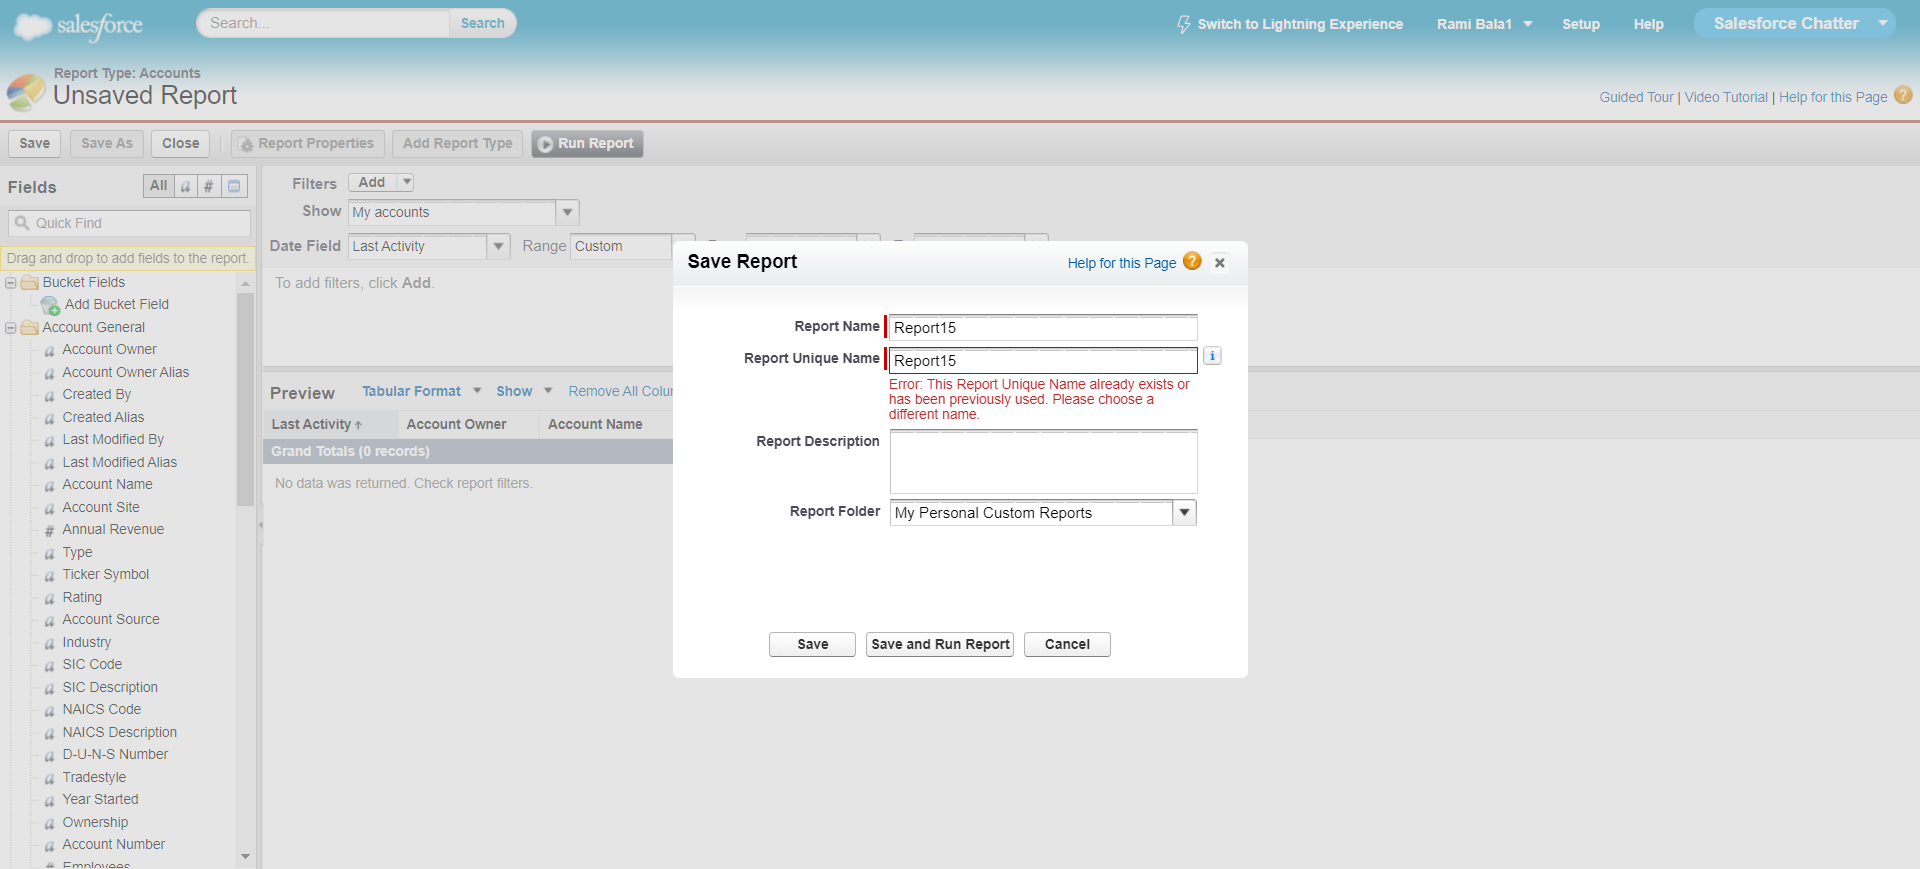 salesforce
Search...
Search
Switch to Lightning Experience
Rami Bala1
Setup
Help
Salesforce Chatter
Report Type: Accounts
Unsaved Report
Guided Tour | Video Tutorial | Help for this Page ?
Save
Save As
Close
Report Properties
Add Report Type
Run Report
Fields
All a #
Quick Find
Drag and drop to add fields to the report.
Bucket Fields
Add Bucket Field
Account General
a Account Owner
a Account Owner Alias
a Created By
a Created Alias
a Last Modified By
a Last Modified Alias
a Account Name
a Account Site
# Annual Revenue
a Type
a Ticker Symbol
a Rating
a Account Source
a Industry
a SIC Code
a SIC Description
a NAICS Code
a NAICS Description
a D-U-N-S Number
a Tradestyle
a Year Started
a Ownership
a Account Number
# Employees
Filters Add
Show My accounts
Date Field Last Activity Range Custom
To add filters, click Add.
Preview Tabular Format Show Remove All Colu
Last Activity Account Owner Account Name
Grand Totals (0 records)
No data was returned. Check report filters.
Save Report
Help for this Page ?
Report Name Report15
Report Unique Name Report15 i
Error: This Report Unique Name already exists or
has been previously used. Please choose a
different name.
Report Description
Report Folder My Personal Custom Reports
Save
Save and Run Report
Cancel